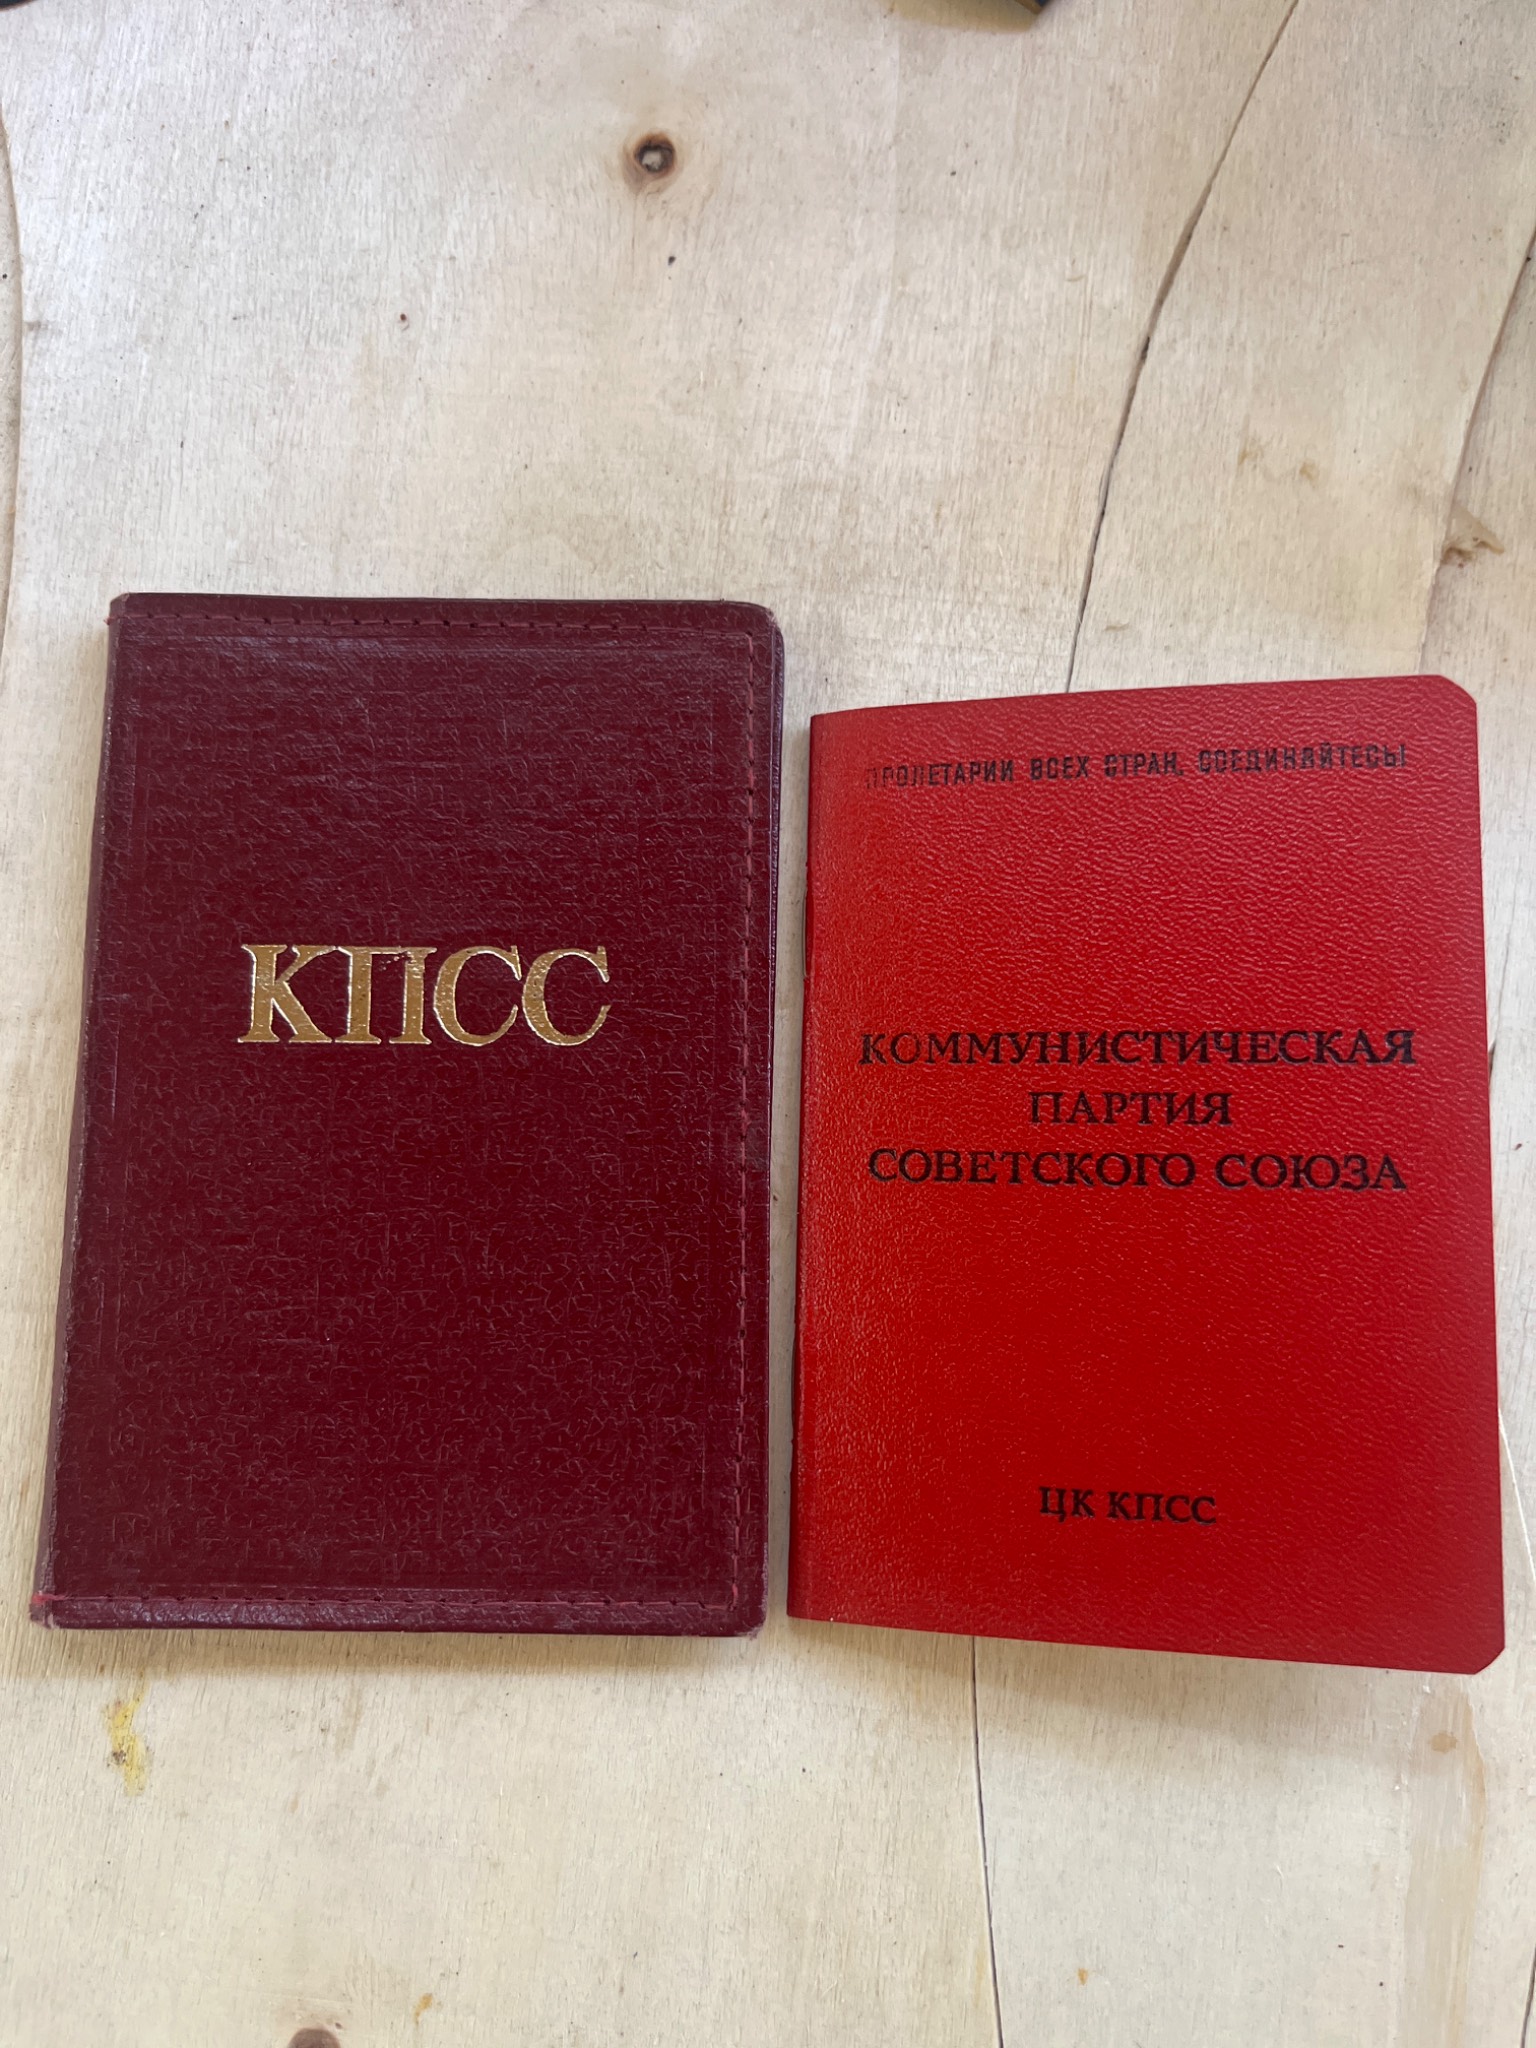 КПСС
ПРОЛЕТАРИИ ВСЕХ СТРАН, СОЕДИНЯЙТЕСЬ!
КОММУНИСТИЧЕСКАЯ
ПАРТИЯ
СОВЕТСКОГО СОЮЗА
ЦК КПСС